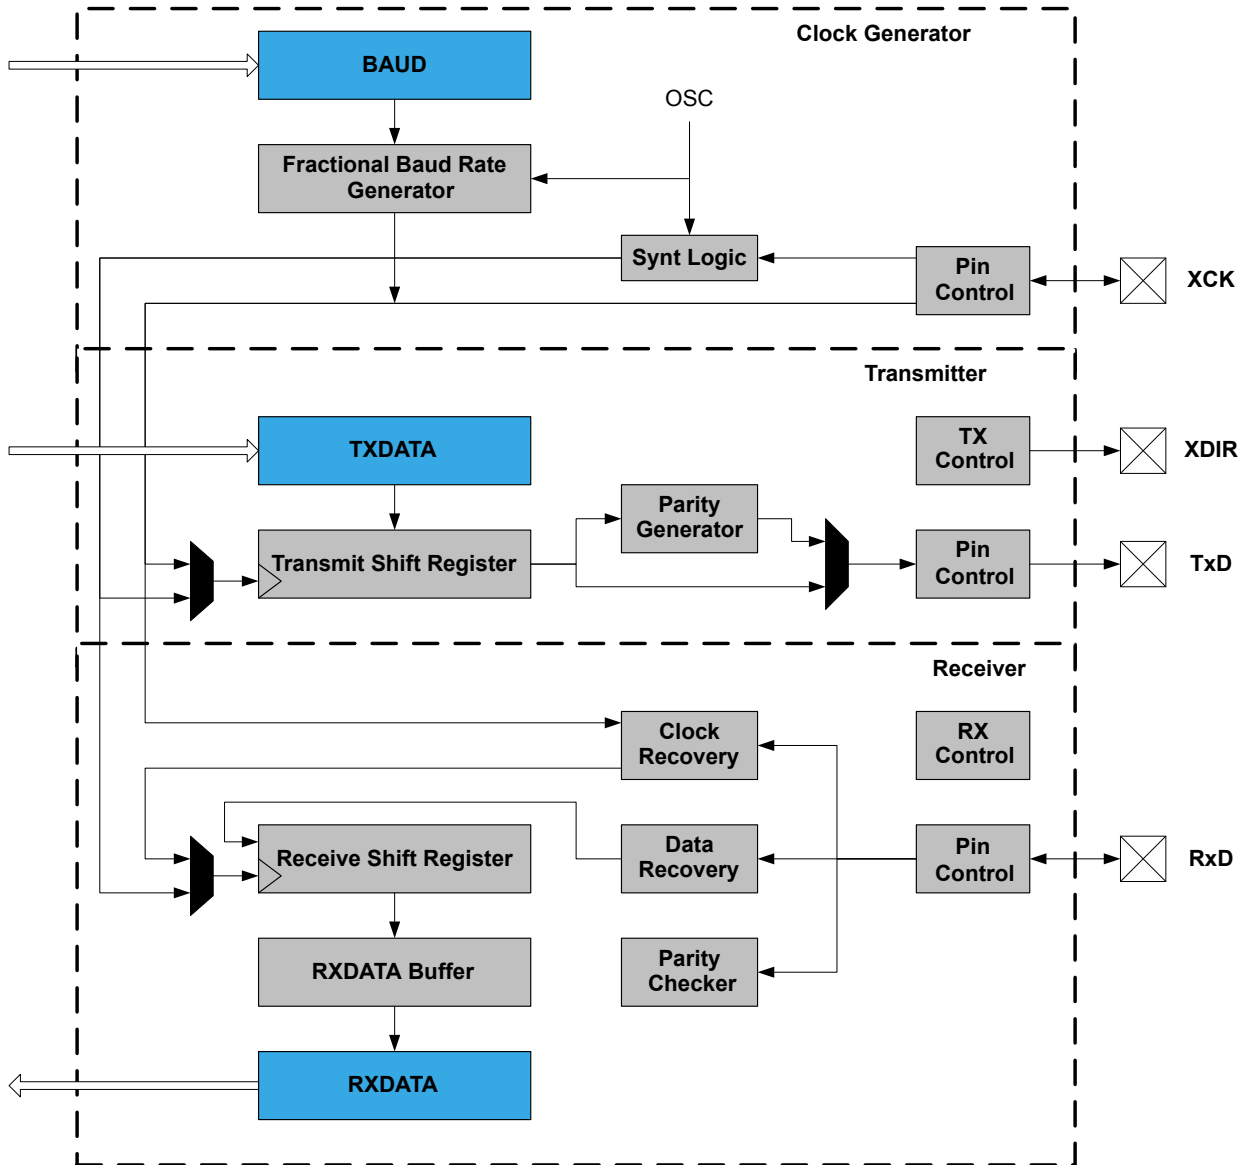 Clock Generator
BAUD
OSC
Fractional Baud Rate
Generator
Synt Logic
Pin
Control
XCK
Transmitter
TXDATA
TX
Control
XDIR
Parity
Generator
Transmit Shift Register
Pin
Control
TxD
Receiver
Clock
Recovery
RX
Control
Receive Shift Register
Data
Recovery
Pin
Control
RxD
RXDATA Buffer
Parity
Checker
RXDATA